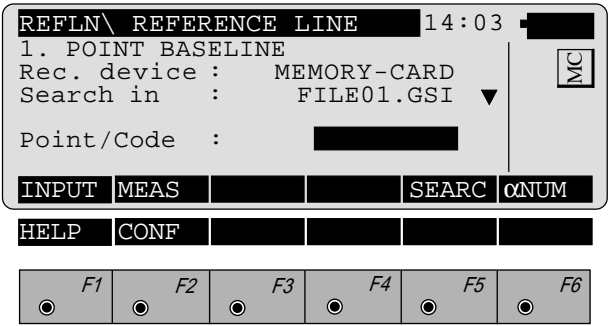 REFLN\ REFERENCE LINE 14:03
1. POINT BASELINE
Rec. device : MEMORY-CARD
MC
Search in : FILE01.GSI ▼
Point/Code :
INPUT MEAS SEARC αNUM
HELP CONF
F1 F2 F3 F4 F5 F6